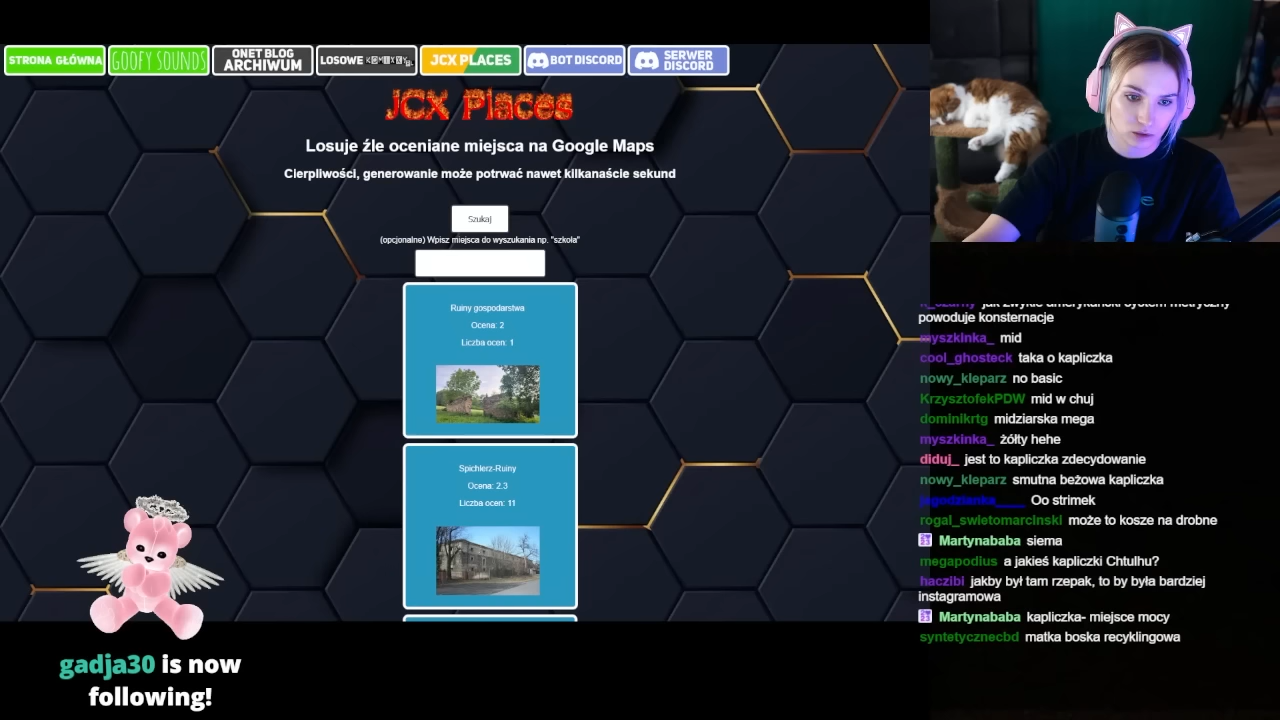 STRONA GŁÓWNA
GOOFY SOUNDS
ONET BLOG
ARCHIWUM
LOSOWE
JCX PLACES
BOT DISCORD
SERWER
DISCORD
JCX Places
Losuje źle oceniane miejsca na Google Maps
Cierpliwości, generowanie może potrwać nawet kilkanaście sekund
Szukaj
(opcjonalne) Wpisz miejsca do wyszukania np. "szkoła"
Ruiny gospodarstwa
Ocena: 2
Liczba ocen: 1
Spichlerz-Ruiny
Ocena: 2.3
Liczba ocen: 11
gadja30 is now
following!
jak zwykle amerykański system metryczny
powoduje konsternacje
myszkinka_ mid
cool_ghosteck taka o kapliczka
nowy_kleparz no basic
KrzysztofekPDW mid w chuj
dominikrtg midziarska mega
myszkinka_ żółty hehe
diduj_ jest to kapliczka zdecydowanie
nowy_kleparz smutna beżowa kapliczka
Oo strimek
rogal_swietomarcinski może to kosze na drobne
Martynababa siema
megapodius a jakieś kapliczki Chtulhu?
haczibi jakby był tam rzepak, to by była bardziej
instagramowa
Martynababa kapliczka- miejsce mocy
syntetycznecbd matka boska recyklingowa